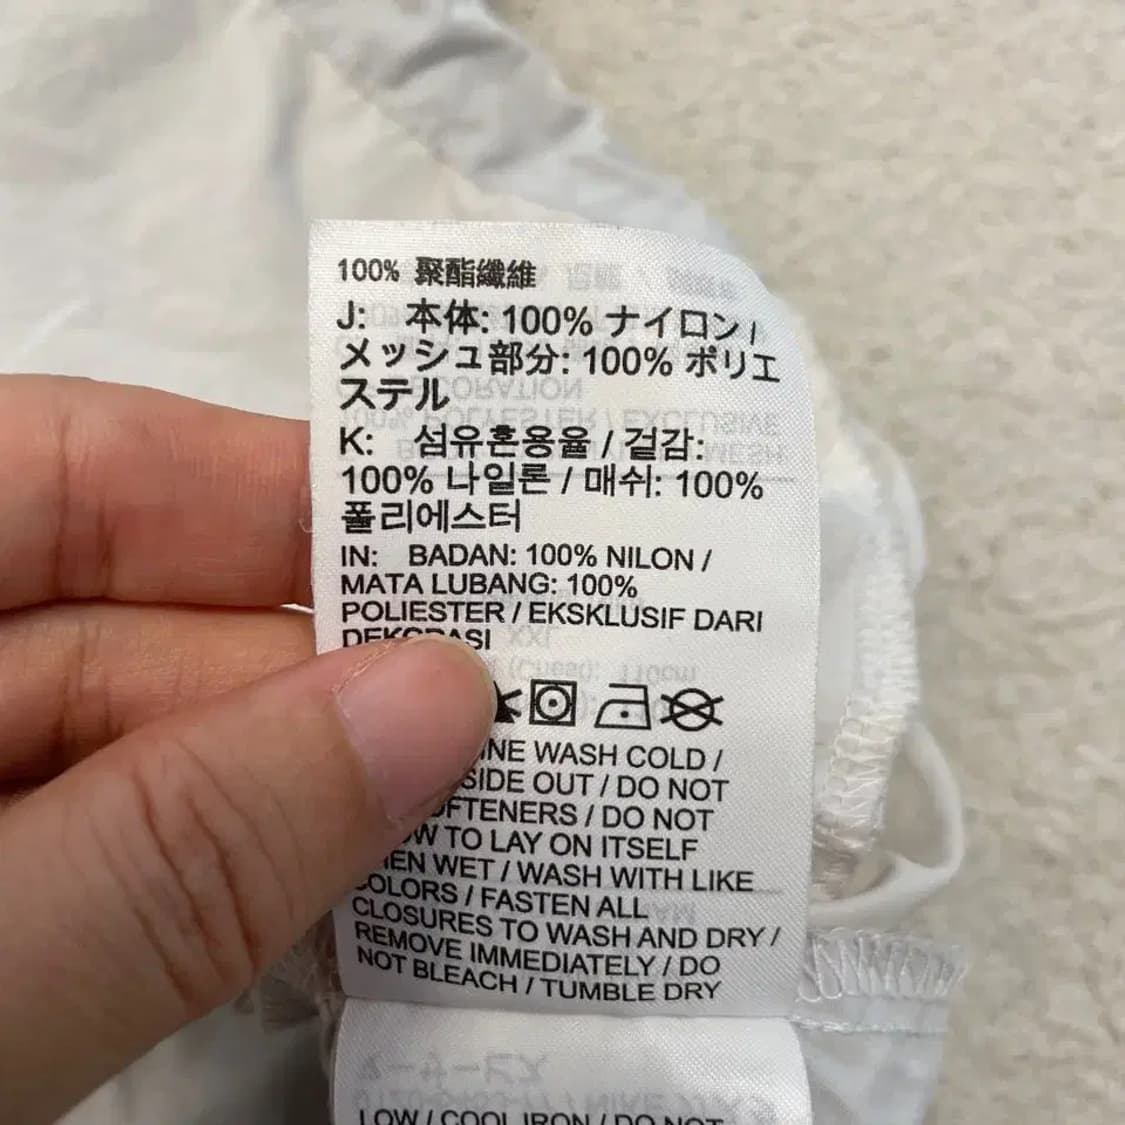 100% 聚酯纖維
J: 本体: 100% ナイロン /
メッシュ部分: 100% ポリエ
ステル
K: 섬유혼용율 / 겉감:
100% 나일론 / 매쉬: 100%
폴리에스터
IN: BADAN: 100% NILON /
MATA LUBANG: 100%
POLIESTER / EKSKLUSIF DARI
DEKORASI
WASH COLD /
OUT / DO NOT
/ DO NOT
TO LAY ON ITSELF
WET / WASH WITH LIKE
COLORS / FASTEN ALL
CLOSURES TO WASH AND DRY /
REMOVE IMMEDIATELY / DO
NOT BLEACH / TUMBLE DRY
LOW / COOL IRON / DO NOT